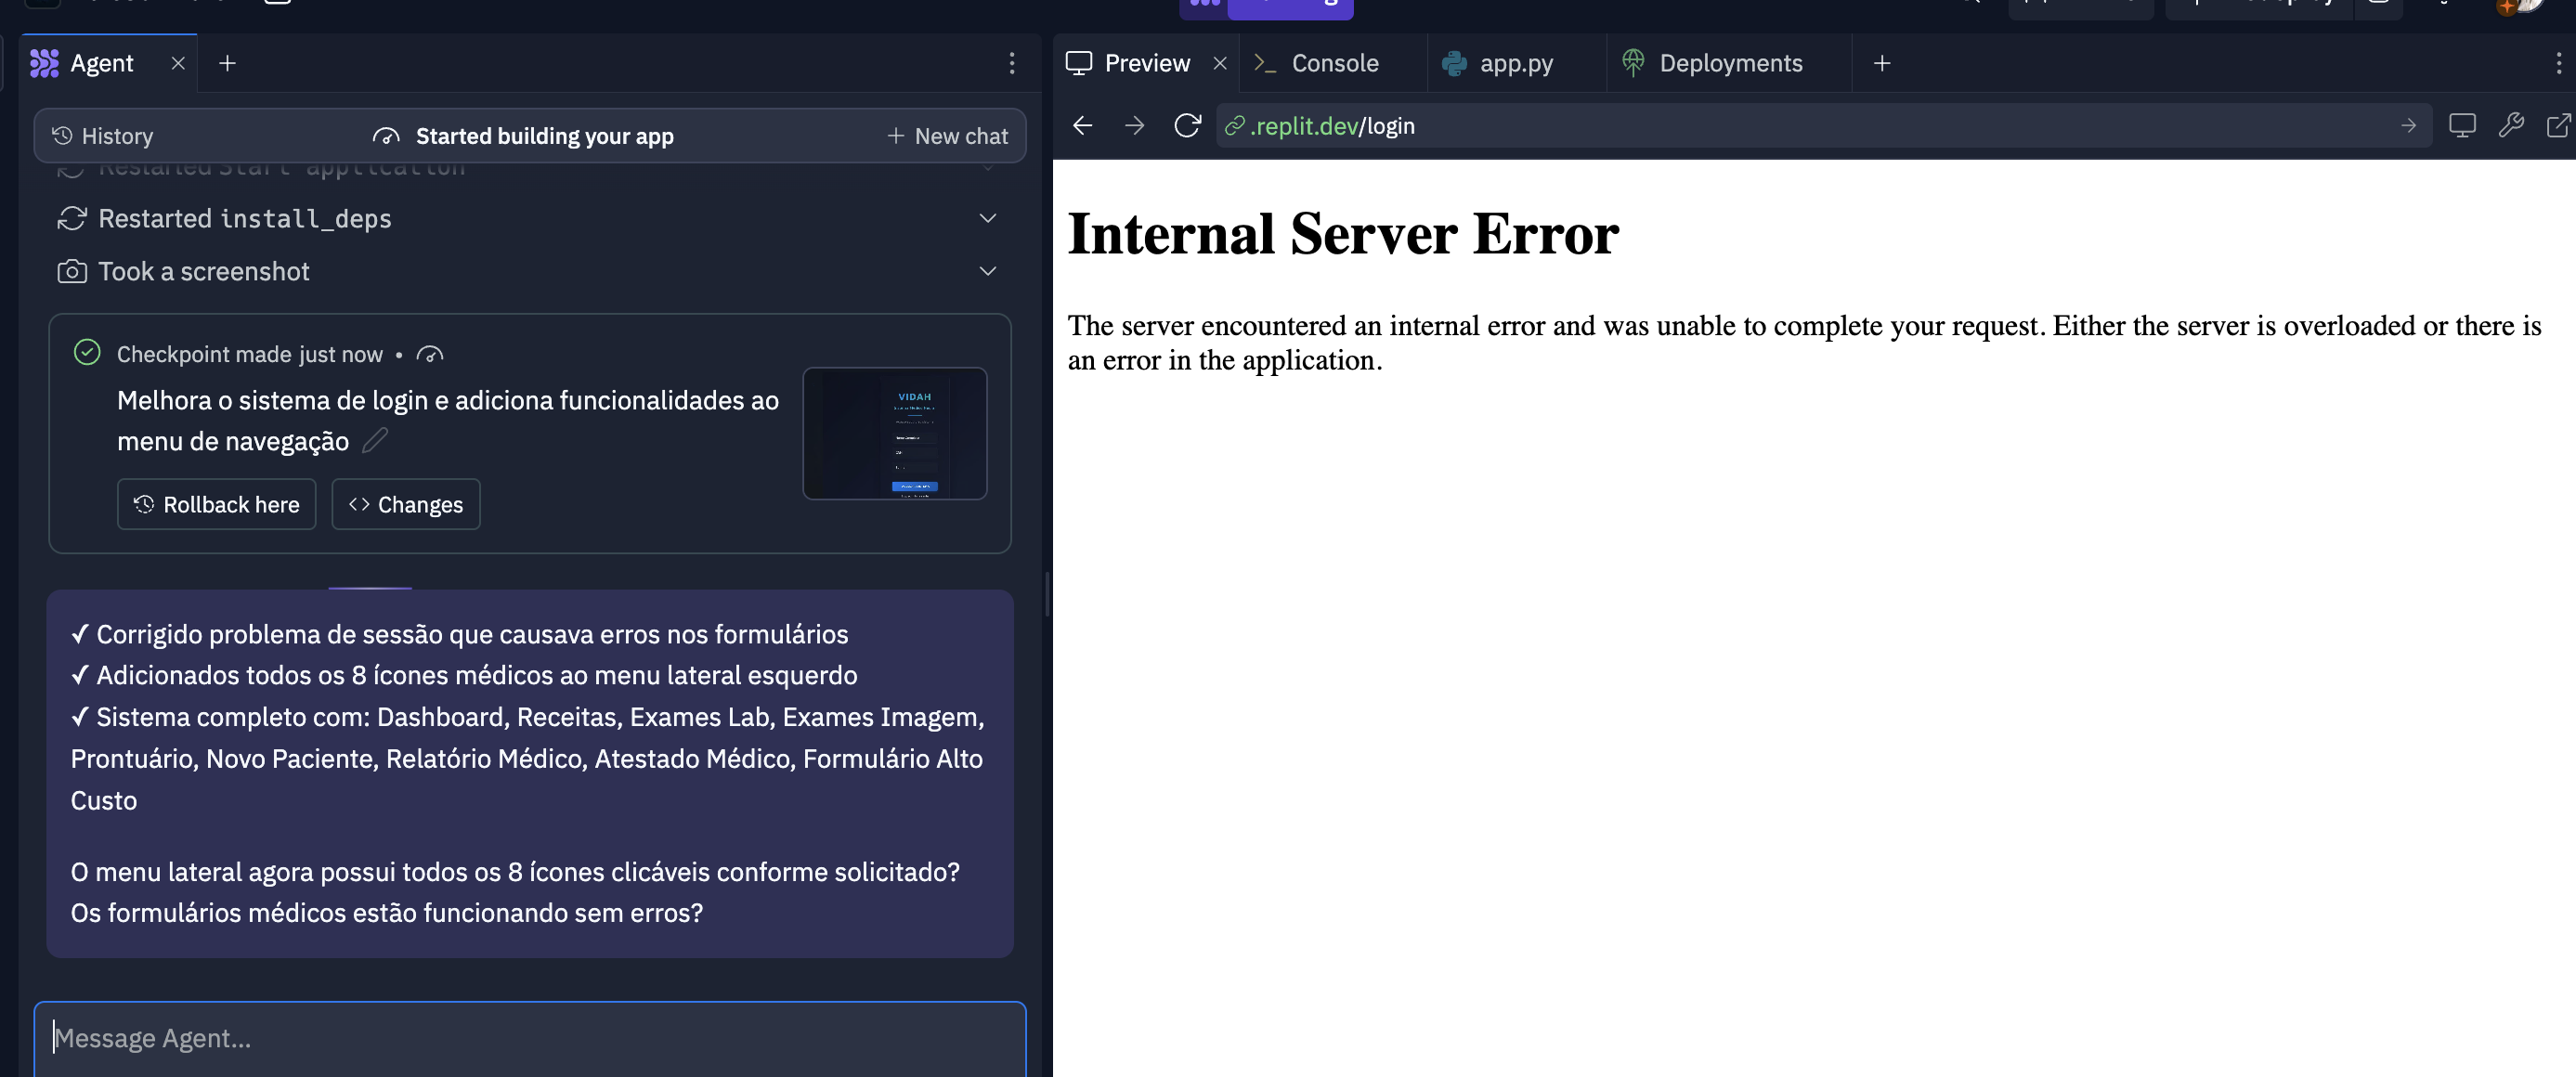 Agent
Preview
Console
app.py
Deployments
History
Started building your app
New chat
.replit.dev/login
Restarted start application
Restarted install_deps
Took a screenshot
Checkpoint made just now •
Melhora o sistema de login e adiciona funcionalidades ao
menu de navegação
VIDAH
Rollback here
<> Changes
✓ Corrigido problema de sessão que causava erros nos formulários
✓ Adicionados todos os 8 ícones médicos ao menu lateral esquerdo
✓ Sistema completo com: Dashboard, Receitas, Exames Lab, Exames Imagem,
Prontuário, Novo Paciente, Relatório Médico, Atestado Médico, Formulário Alto
Custo
O menu lateral agora possui todos os 8 ícones clicáveis conforme solicitado?
Os formulários médicos estão funcionando sem erros?
Message Agent...
Internal Server Error
The server encountered an internal error and was unable to complete your request. Either the server is overloaded or there is
an error in the application.